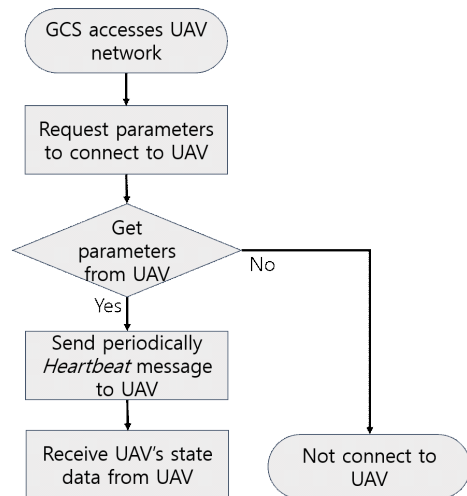 GCS accesses UAV
network
Request parameters
to connect to UAV
Get
parameters
from UAV
No
Yes
Send periodically
Heartbeat message
to UAV
Receive UAV's state
data from UAV
Not connect to
UAV